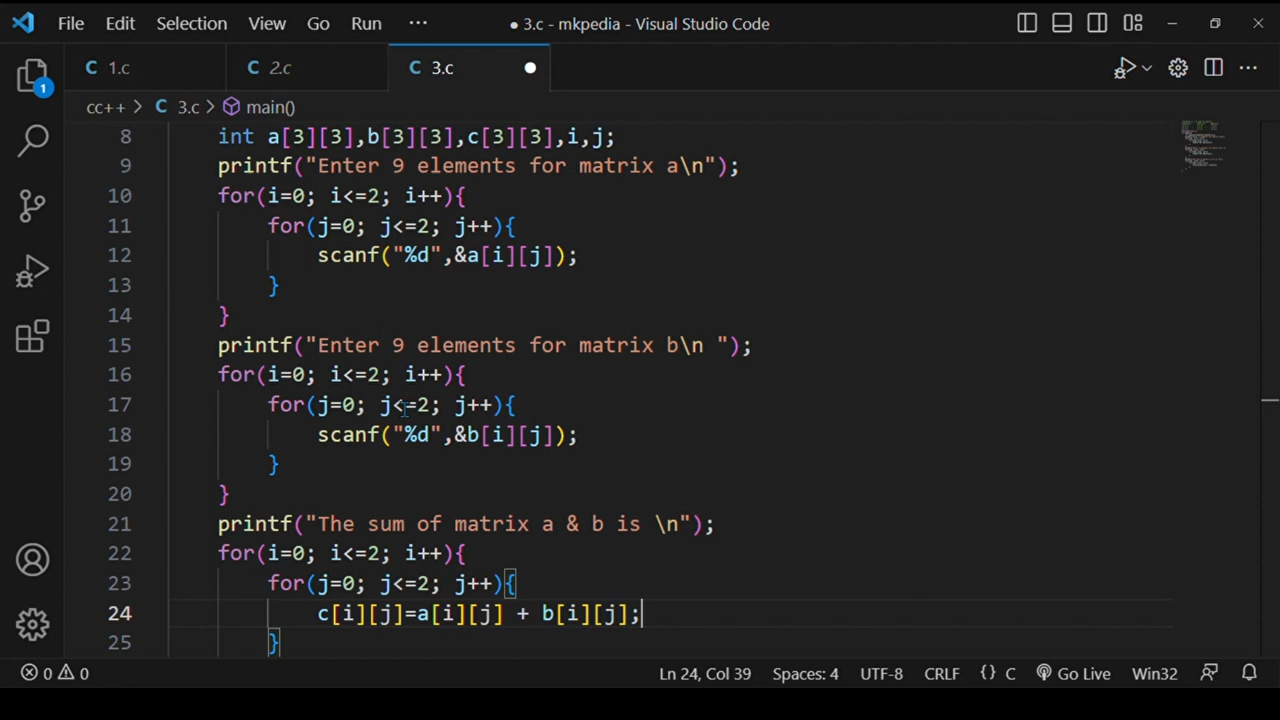 File Edit Selection View Go Run ··· ● 3.c - mkpedia - Visual Studio Code
C 1.c C 2.c C 3.c ●
cc++ > C 3.c > main()
8 int a[3][3],b[3][3],c[3][3],i,j;
9 printf("Enter 9 elements for matrix a\n");
10 for(i=0; i<=2; i++){
11 for(j=0; j<=2; j++){
12 scanf("%d",&a[i][j]);
13 }
14 }
15 printf("Enter 9 elements for matrix b\n ");
16 for(i=0; i<=2; i++){
17 for(j=0; j<=2; j++){
18 scanf("%d",&b[i][j]);
19 }
20 }
21 printf("The sum of matrix a & b is \n");
22 for(i=0; i<=2; i++){
23 for(j=0; j<=2; j++){
24 c[i][j]=a[i][j] + b[i][j];
25 }
1
0 0 Ln 24, Col 39 Spaces: 4 UTF-8 CRLF {} C Go Live Win32